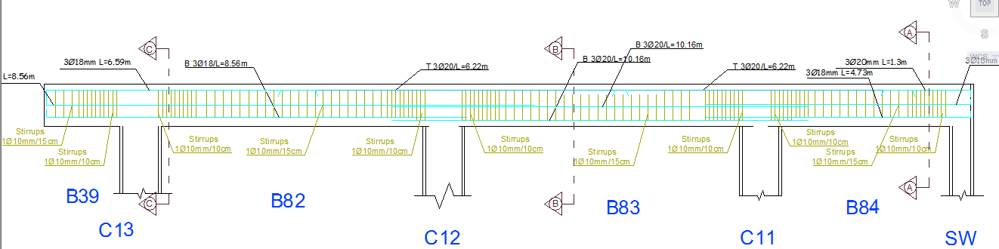 W
TOP
S
WCS
A
C
B
B 3Ø20/L=10.16m
3Ø18mm L=6.59m
B 3Ø18/L=8.56m
T 3Ø20/L=6.22m
B 3Ø20/L=10.16m
T 3Ø20/L=6.22m
3Ø20mm L=1.3m
3Ø18mm
L=8.56m
3Ø18mm L=4.73m
Stirrups
1Ø10mm/15cm
Stirrups
1Ø10mm/10cm
Stirrups
1Ø10mm/10cm
Stirrups
1Ø10mm/15cm
Stirrups
1Ø10mm/10cm
Stirrups
1Ø10mm/10cm
Stirrups
1Ø10mm/15cm
Stirrups
1Ø10mm/10cm
Stirrups
1Ø10mm/10cm
Stirrups
1Ø10mm/15cm
Stirrups
1Ø10mm/10cm
C
B
A
B39
B82
B83
B84
C13
C12
C11
SW